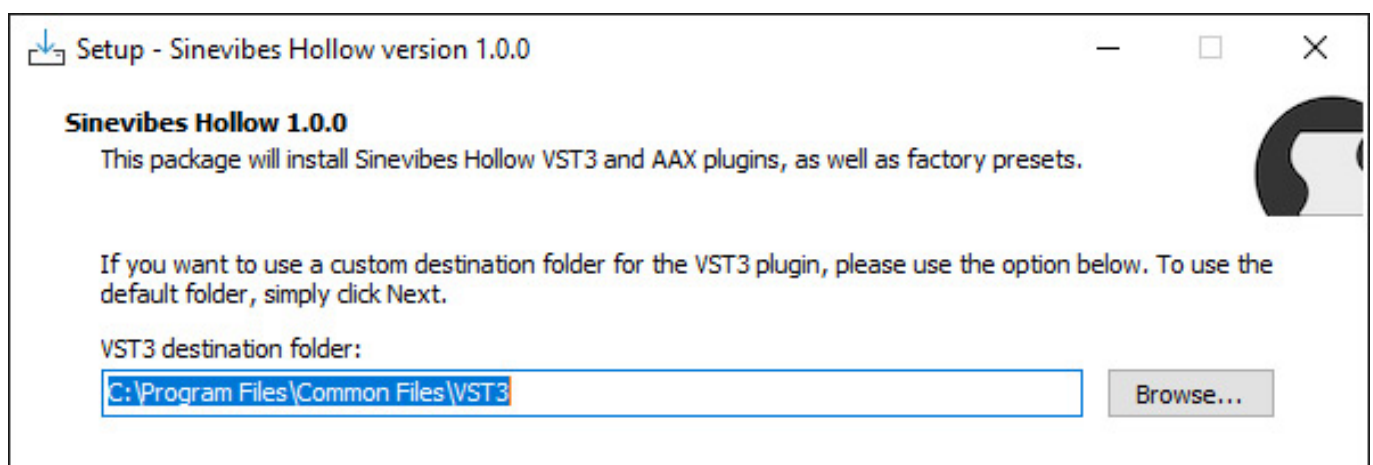 Setup - Sinevibes Hollow version 1.0.0
Sinevibes Hollow 1.0.0
This package will install Sinevibes Hollow VST3 and AAX plugins, as well as factory presets.
If you want to use a custom destination folder for the VST3 plugin, please use the option below. To use the
default folder, simply click Next.
VST3 destination folder:
C:\Program Files\Common Files\VST3
Browse...